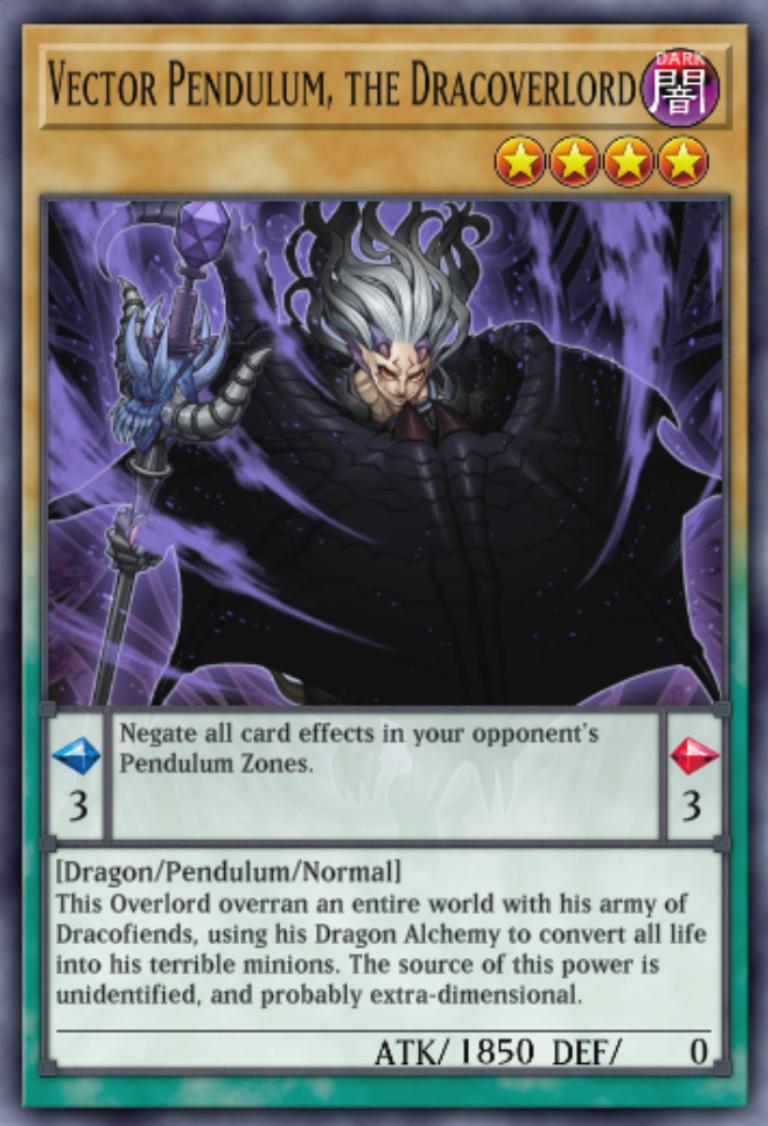 VECTOR PENDULUM, THE DRACOVERLORD
DARK
闇
Negate all card effects in your opponent's
Pendulum Zones.
3
3
[Dragon/Pendulum/Normal]
This Overlord overran an entire world with his army of
Dracofiends, using his Dragon Alchemy to convert all life
into his terrible minions. The source of this power is
unidentified, and probably extra-dimensional.
ATK/ 1850 DEF/ 0